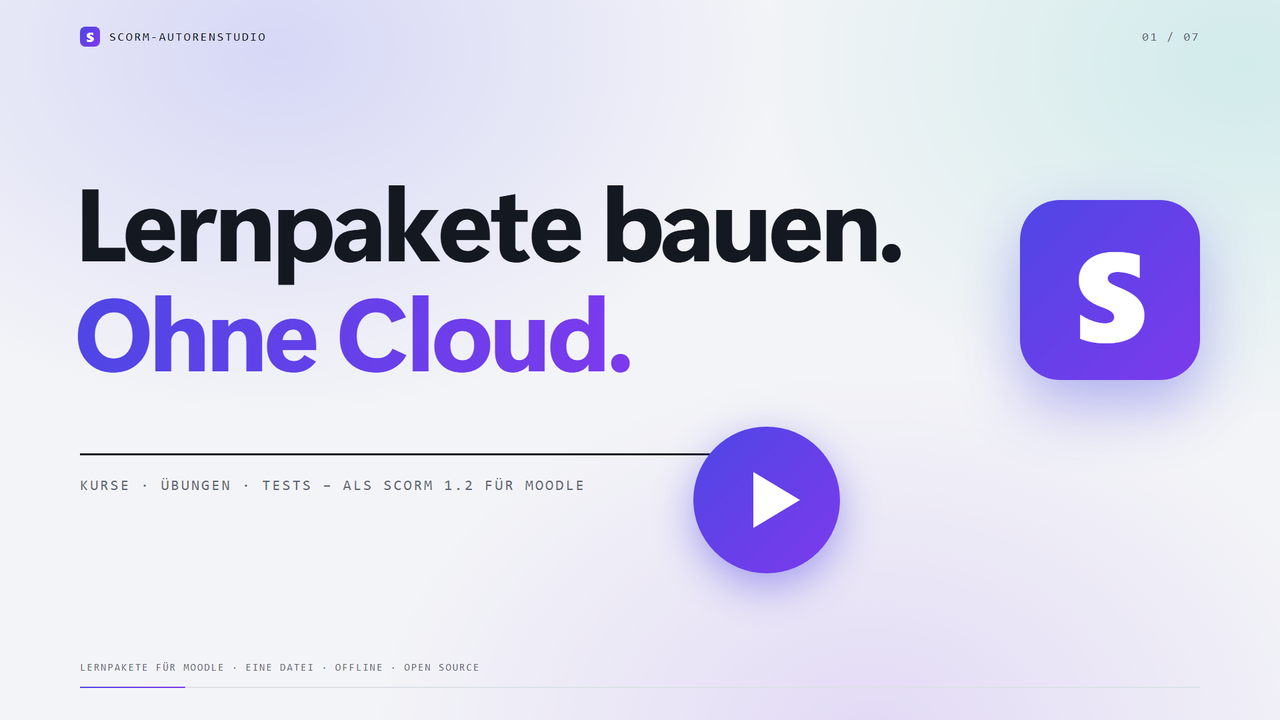 S SCORM-AUTORENSTUDIO
01 / 07
Lernpakete bauen.
Ohne Cloud.
S
KURSE · ÜBUNGEN · TESTS – ALS SCORM 1.2 FÜR MOODLE
LERNPAKETE FÜR MOODLE · EINE DATEI · OFFLINE · OPEN SOURCE